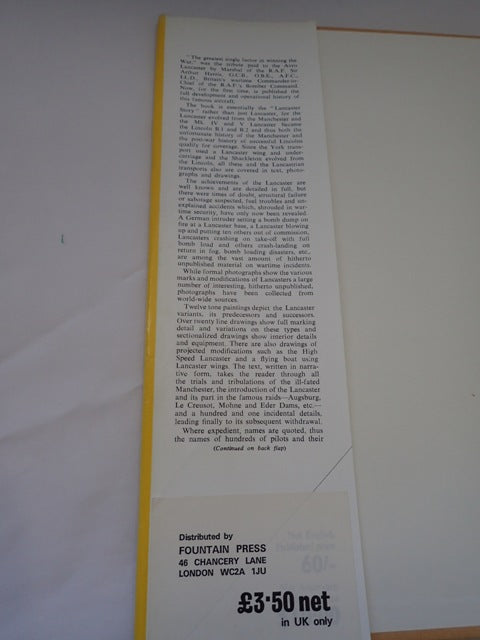 "The greatest single factor in winning the
War," was the tribute paid to the Avro
Lancaster by Marshal of the R.A.F. Sir
Arthur Harris, G.C.B., O.B.E., A.F.C.,
LL.D., Britain's wartime Commander-in-
Chief of the R.A.F.'s Bomber Command.
Now, for the first time, is published the
full development and operational history of
this famous aircraft.
The book is essentially the "Lancaster
Story" rather than just Lancaster, for the
Lancaster evolved from the Manchester and
the Mk. IV and V Lancaster became
the Lincoln B.1 and B.2 and thus both the
unfortunate history of the Manchester and
the post-war history of successful Lincolns
qualify for coverage. Since the York trans-
port used a Lancaster wing and under-
carriage and the Shackleton evolved from
the Lincoln, all these and the Lancastrian
transports also are covered in text, photo-
graphs and drawings.
The achievements of the Lancaster are
well known and are detailed in full, but
there were times of doubt, structural failure
or sabotage suspected, fuel troubles and un-
explained accidents which, shrouded in war-
time security, have only now been revealed.
A German intruder setting a bomb dump on
fire at a Lancaster base, a Lancaster blowing
up and putting ten others out of commission,
Lancasters crashing on take-off with full
bomb load and others crash-landing on
return in fog, bomb loading disasters, etc.,
are among the vast amount of hitherto
unpublished material on wartime incidents.
While formal photographs show the various
marks and modifications of Lancasters a large
number of interesting, hitherto unpublished,
photographs have been collected from
world-wide sources.
Twelve tone paintings depict the Lancaster
variants, its predecessors and successors.
Over twenty line drawings show full marking
detail and variations on these types and
sectionalized drawings show interior details
and equipment. There are also drawings of
projected modifications such as the High
Speed Lancaster and a flying boat using
Lancaster wings. The text, written in narra-
tive form, takes the reader through all
the trials and tribulations of the ill-fated
Manchester, the introduction of the Lancaster
and its part in the famous raids—Augsburg,
Le Creusot, Mohne and Eder Dams, etc.—
and a hundred and one incidental details,
leading finally to its subsequent withdrawal.
Where expedient, names are quoted, thus
the names of hundreds of pilots and their
(Continued on back flap)
Distributed by
FOUNTAIN PRESS
46 CHANCERY LANE
LONDON WC2A 1JU
£3·50 net
in UK only
60/-